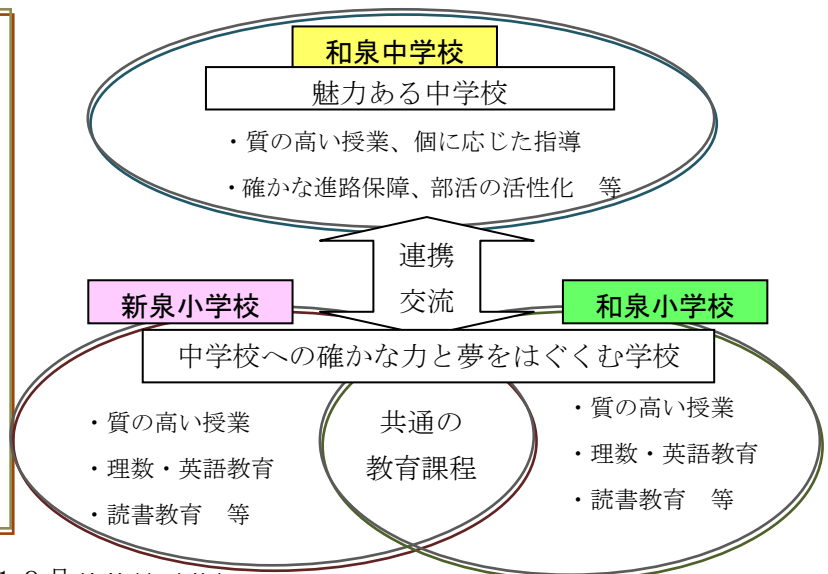 和泉中学校
魅力ある中学校
・質の高い授業、個に応じた指導
・確かな進路保障、部活の活性化　等
連携
交流
新泉小学校
和泉小学校
中学校への確かな力と夢をはぐくむ学校
・質の高い授業
・理数・英語教育
・読書教育　等
共通の
教育課程
・質の高い授業
・理数・英語教育
・読書教育　等